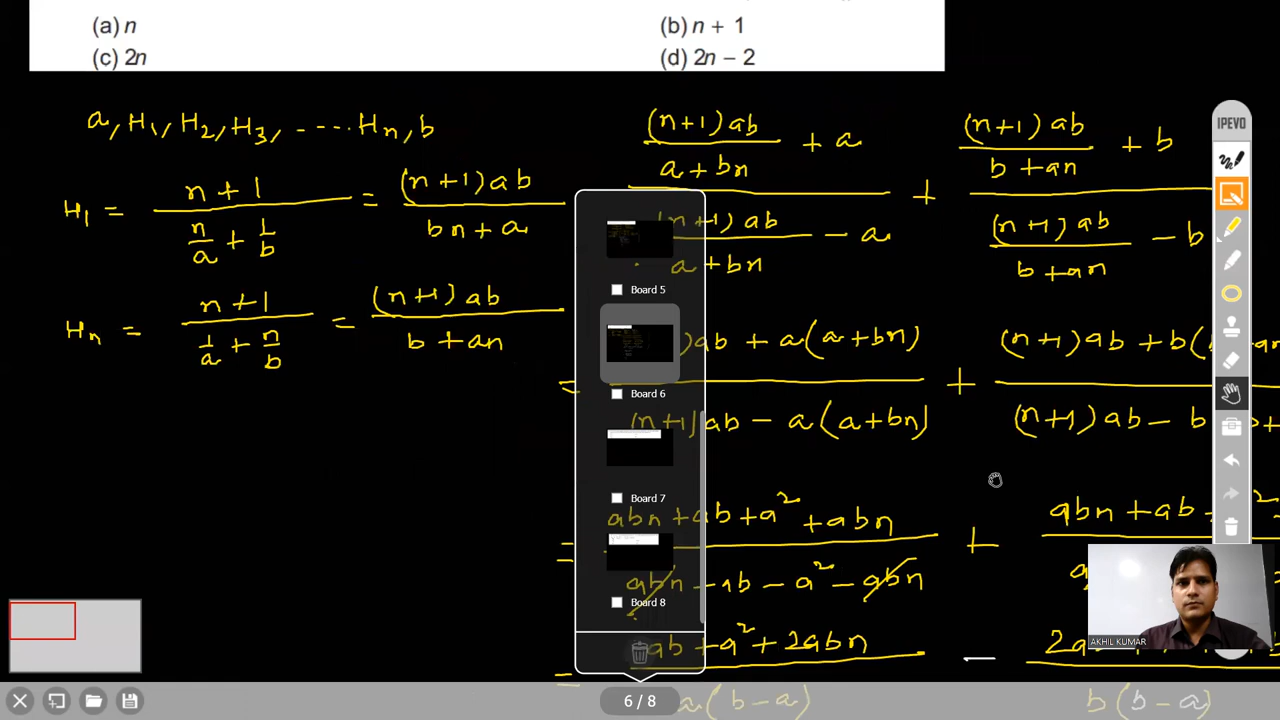 (a) n (b) n + 1
(c) 2n (d) 2n − 2
a, H₁, H₂, H₃, ..... Hₙ, b
H₁ = n+1 / (n/a + 1/b) = (n+1)ab / bn + a
Hₙ = n+1 / (1/a + n/b) = (n+1)ab / b + an
(n+1)ab / a + bn + a
(n+1)ab / b + an + b
+
n+1)ab / a + bn − a
(n+1)ab / b + an − b
= )ab + a(a + bn) / (n+1)ab − a(a + bn) + (n+1)ab + b( / (n+1)ab − b
= abn + ab + a² + abn / abn − ab − a² − abn + abn + ab
= ab + a² + 2abn / a(b − a) − 2a / b(b − a)
Board 5
Board 6
Board 7
Board 8
6 / 8
IPEVO
AKHIL KUMAR